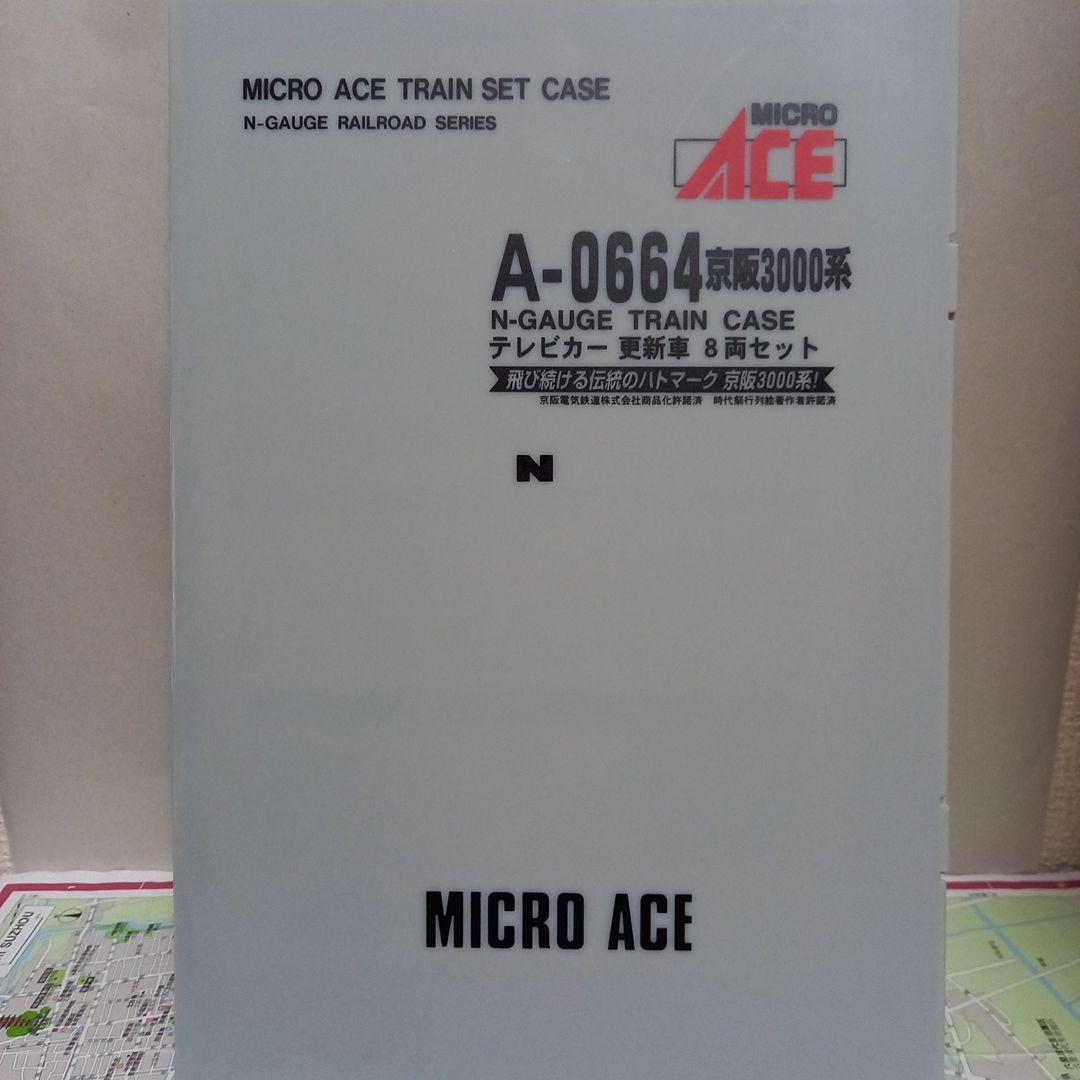 MICRO ACE TRAIN SET CASE
N-GAUGE RAILROAD SERIES
MICRO
ACE
A-0664 京阪3000系
N-GAUGE TRAIN CASE
テレビカー 更新車 8両セット
飛び続ける伝統のハトマーク 京阪3000系!
京阪電気鉄道株式会社商品化許諾済 時代祭行列絵著作者許諾済
N
MICRO ACE
SUZHOU